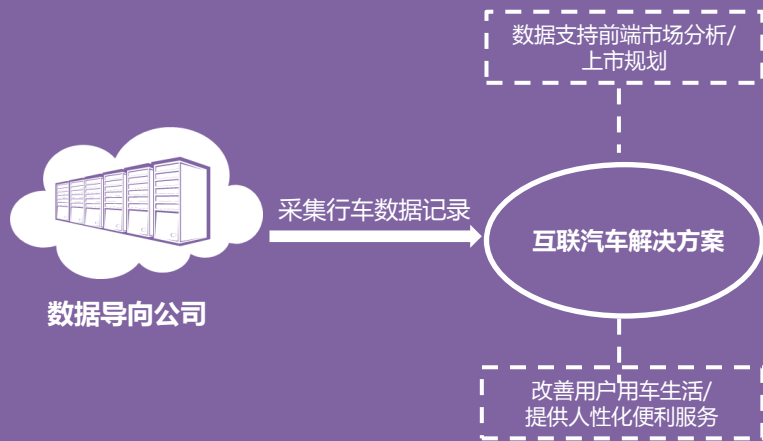 数据支持前端市场分析/
上市规划
采集行车数据记录
互联汽车解决方案
数据导向公司
改善用户用车生活/
提供人性化便利服务